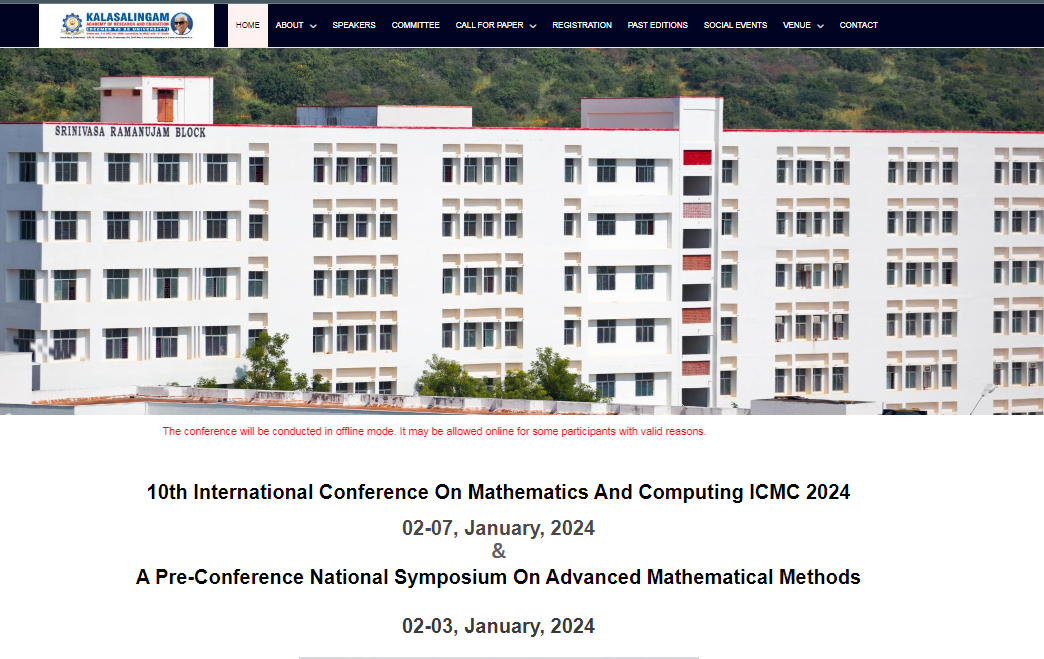 KALASALINGAM
ACADEMY OF RESEARCH AND EDUCATION
(DEEMED TO BE UNIVERSITY)
HOME ABOUT SPEAKERS COMMITTEE CALL FOR PAPER REGISTRATION PAST EDITIONS SOCIAL EVENTS VENUE CONTACT
SRINIVASA RAMANUJAM BLOCK
The conference will be conducted in offline mode. It may be allowed online for some participants with valid reasons.
10th International Conference On Mathematics And Computing ICMC 2024
02-07, January, 2024
&
A Pre-Conference National Symposium On Advanced Mathematical Methods
02-03, January, 2024